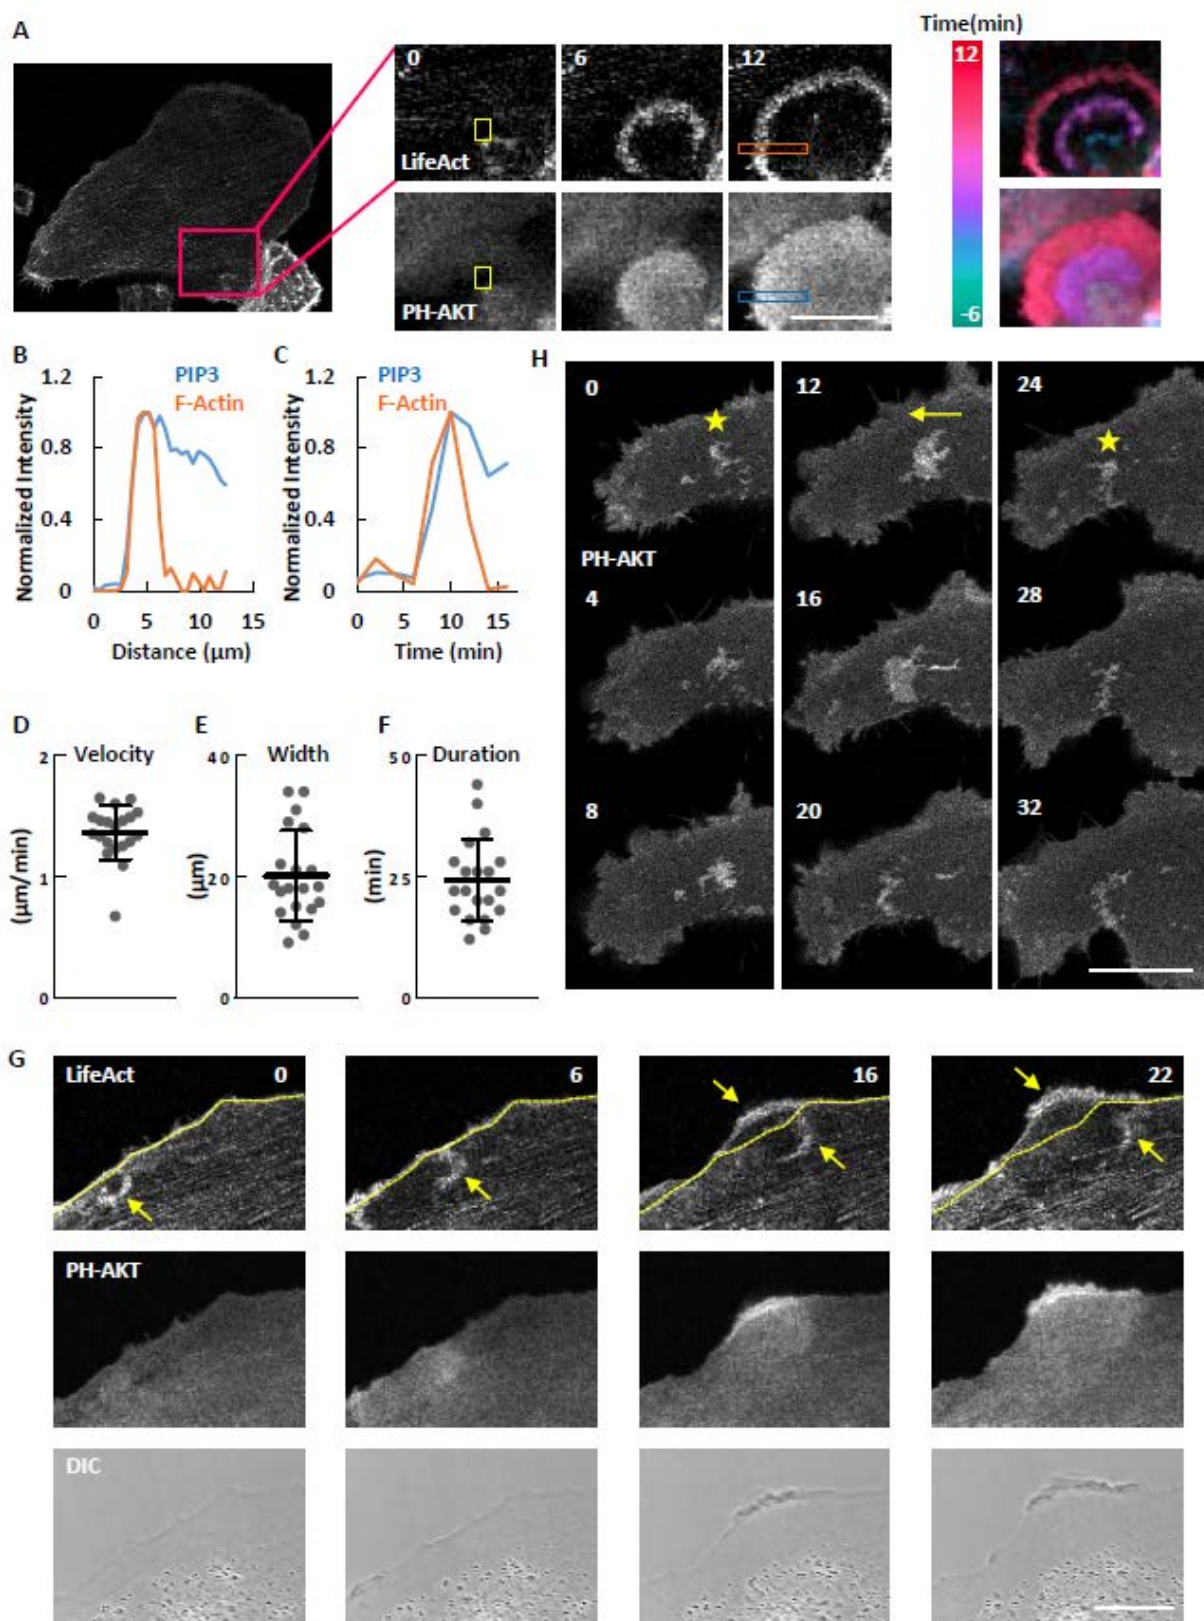 A
Time(min)
0
6
12
12
LifeAct
PH-AKT
-6
B
C
H
PIP3
F-Actin
PIP3
F-Actin
1.2
0.8
0.4
0
Normalized Intensity
0
5
10
15
Distance (μm)
1.2
0.8
0.4
0
Normalized Intensity
0
5
10
15
Time (min)
0
12
24
PH-AKT
4
16
28
8
20
32
D
E
F
Velocity
Width
Duration
2
1
0
(μm/min)
40
20
0
(μm)
50
25
0
(min)
G
LifeAct
0
6
16
22
PH-AKT
DIC